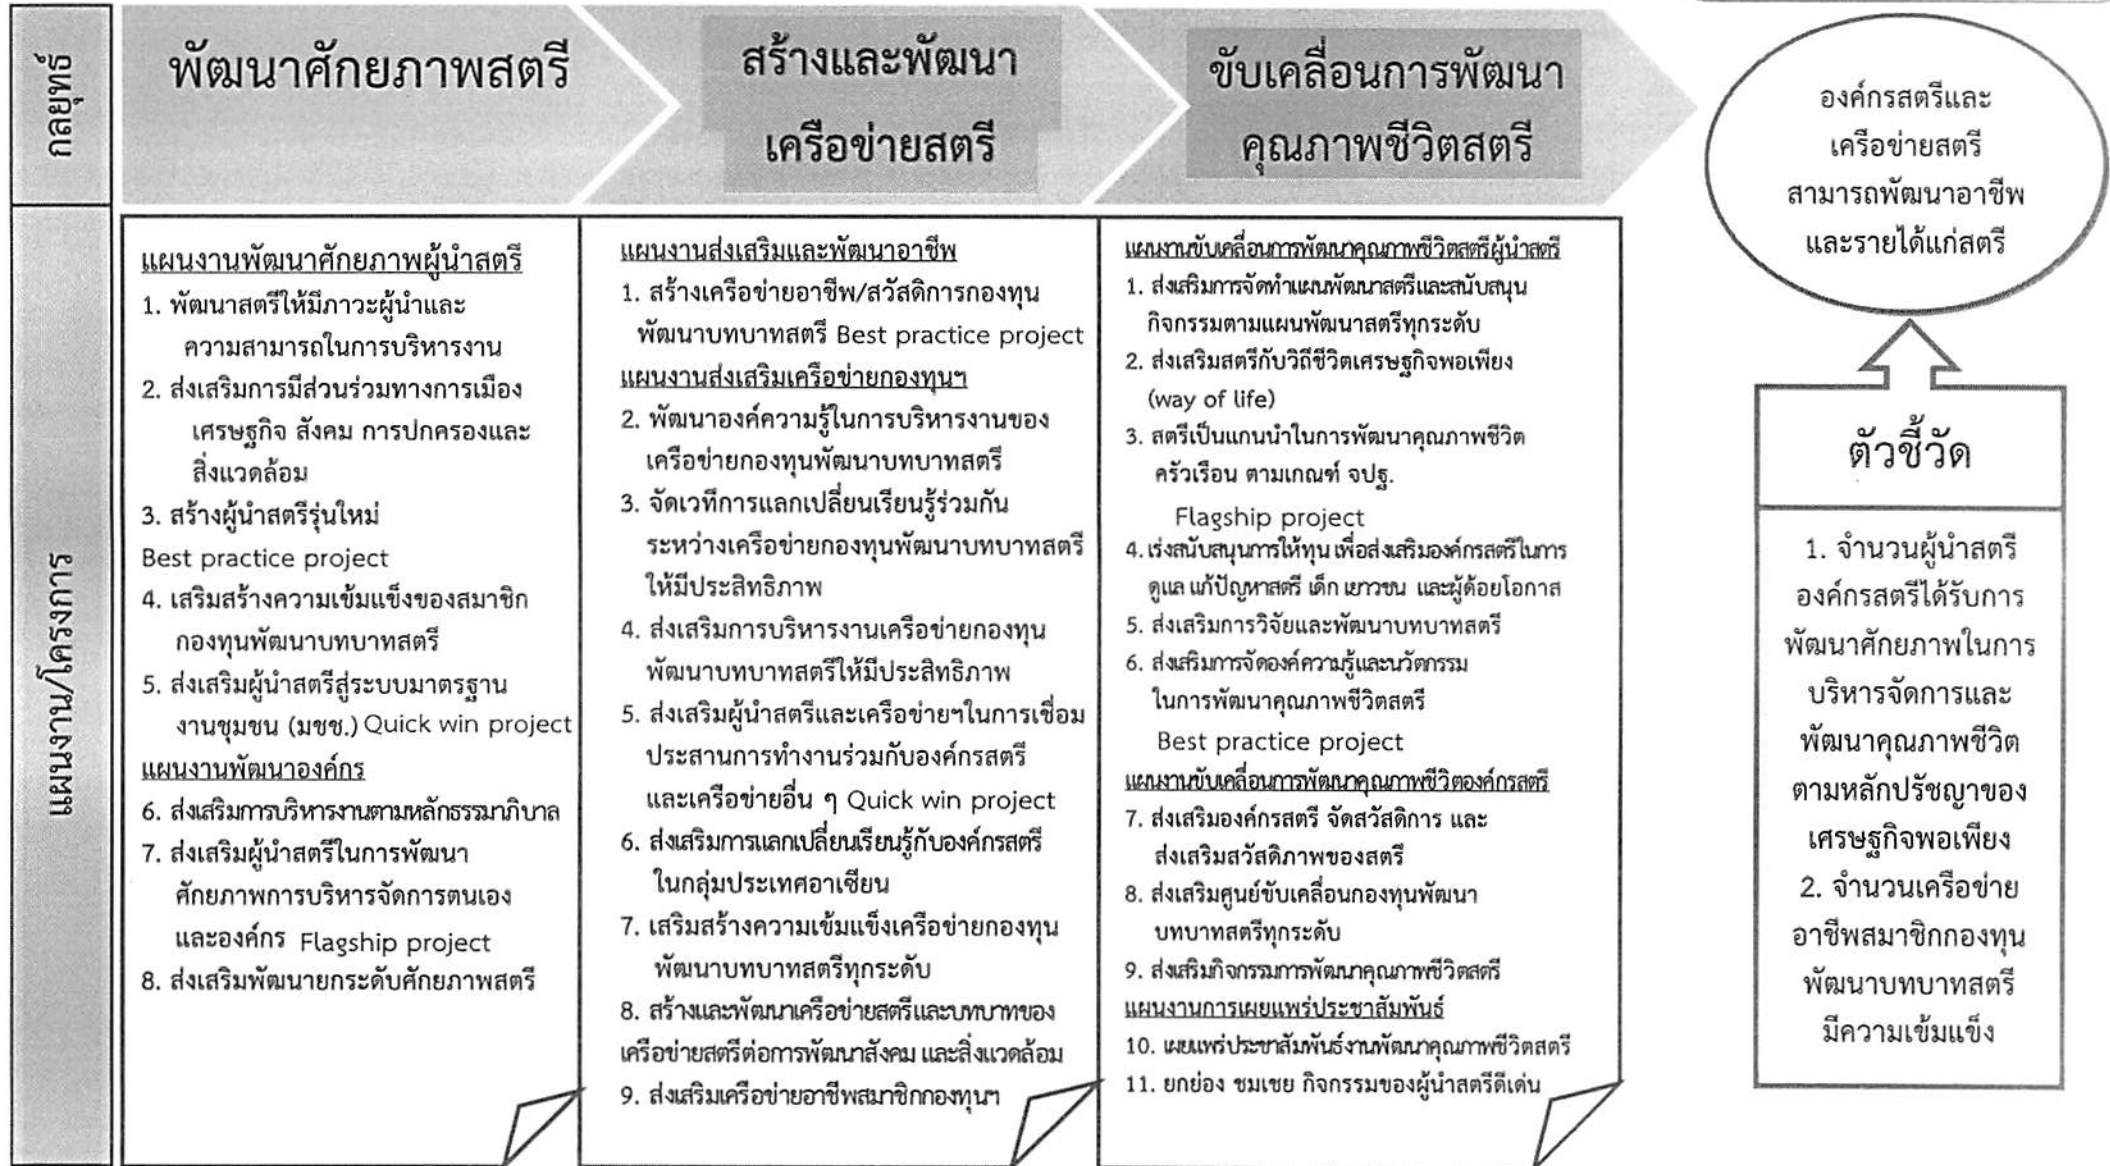 กลยุทธ์
พัฒนาศักยภาพสตรี
สร้างและพัฒนา
เครือข่ายสตรี
ขับเคลื่อนการพัฒนา
คุณภาพชีวิตสตรี
องค์กรสตรีและ
เครือข่ายสตรี
สามารถพัฒนาอาชีพ
และรายได้แก่สตรี
แผนงาน/โครงการ
แผนงานพัฒนาศักยภาพผู้นำสตรี
1. พัฒนาสตรีให้มีภาวะผู้นำและ
ความสามารถในการบริหารงาน
2. ส่งเสริมการมีส่วนร่วมทางการเมือง
เศรษฐกิจ สังคม การปกครองและ
สิ่งแวดล้อม
3. สร้างผู้นำสตรีรุ่นใหม่
Best practice project
4. เสริมสร้างความเข้มแข็งของสมาชิก
กองทุนพัฒนาบทบาทสตรี
5. ส่งเสริมผู้นำสตรีสู่ระบบมาตรฐาน
งานชุมชน (มชช.) Quick win project
แผนงานพัฒนาองค์กร
6. ส่งเสริมการบริหารงานตามหลักธรรมาภิบาล
7. ส่งเสริมผู้นำสตรีในการพัฒนา
ศักยภาพการบริหารจัดการตนเอง
และองค์กร Flagship project
8. ส่งเสริมพัฒนายกระดับศักยภาพสตรี
แผนงานส่งเสริมและพัฒนาอาชีพ
1. สร้างเครือข่ายอาชีพ/สวัสดิการกองทุน
พัฒนาบทบาทสตรี Best practice project
แผนงานส่งเสริมเครือข่ายกองทุนฯ
2. พัฒนาองค์ความรู้ในการบริหารงานของ
เครือข่ายกองทุนพัฒนาบทบาทสตรี
3. จัดเวทีการแลกเปลี่ยนเรียนรู้ร่วมกัน
ระหว่างเครือข่ายกองทุนพัฒนาบทบาทสตรี
ให้มีประสิทธิภาพ
4. ส่งเสริมการบริหารงานเครือข่ายกองทุน
พัฒนาบทบาทสตรีให้มีประสิทธิภาพ
5. ส่งเสริมผู้นำสตรีและเครือข่ายฯในการเชื่อม
ประสานการทำงานร่วมกับองค์กรสตรี
และเครือข่ายอื่น ๆ Quick win project
6. ส่งเสริมการแลกเปลี่ยนเรียนรู้กับองค์กรสตรี
ในกลุ่มประเทศอาเซียน
7. เสริมสร้างความเข้มแข็งเครือข่ายกองทุน
พัฒนาบทบาทสตรีทุกระดับ
8. สร้างและพัฒนาเครือข่ายสตรีและบทบาทของ
เครือข่ายสตรีต่อการพัฒนาสังคม และสิ่งแวดล้อม
9. ส่งเสริมเครือข่ายอาชีพสมาชิกกองทุนฯ
แผนงานขับเคลื่อนการพัฒนาคุณภาพชีวิตสตรีผู้นำสตรี
1. ส่งเสริมการจัดทำแผนพัฒนาสตรีและสนับสนุน
กิจกรรมตามแผนพัฒนาสตรีทุกระดับ
2. ส่งเสริมสตรีกับวิถีชีวิตเศรษฐกิจพอเพียง
(way of life)
3. สตรีเป็นแกนนำในการพัฒนาคุณภาพชีวิต
ครัวเรือน ตามเกณฑ์ จปฐ.
Flagship project
4. เร่งสนับสนุนการให้ทุน เพื่อส่งเสริมองค์กรสตรีในการ
ดูแล แก้ปัญหาสตรี เด็ก เยาวชน และผู้ด้อยโอกาส
5. ส่งเสริมการวิจัยและพัฒนาบทบาทสตรี
6. ส่งเสริมการจัดองค์ความรู้และนวัตกรรม
ในการพัฒนาคุณภาพชีวิตสตรี
Best practice project
แผนงานขับเคลื่อนการพัฒนาคุณภาพชีวิตองค์กรสตรี
7. ส่งเสริมองค์กรสตรี จัดสวัสดิการ และ
ส่งเสริมสวัสดิภาพของสตรี
8. ส่งเสริมศูนย์ขับเคลื่อนกองทุนพัฒนา
บทบาทสตรีทุกระดับ
9. ส่งเสริมกิจกรรมการพัฒนาคุณภาพชีวิตสตรี
แผนงานการเผยแพร่ประชาสัมพันธ์
10. เผยแพร่ประชาสัมพันธ์งานพัฒนาคุณภาพชีวิตสตรี
11. ยกย่อง ชมเชย กิจกรรมของผู้นำสตรีดีเด่น
ตัวชี้วัด
1. จำนวนผู้นำสตรี
องค์กรสตรีได้รับการ
พัฒนาศักยภาพในการ
บริหารจัดการและ
พัฒนาคุณภาพชีวิต
ตามหลักปรัชญาของ
เศรษฐกิจพอเพียง
2. จำนวนเครือข่าย
อาชีพสมาชิกกองทุน
พัฒนาบทบาทสตรี
มีความเข้มแข็ง